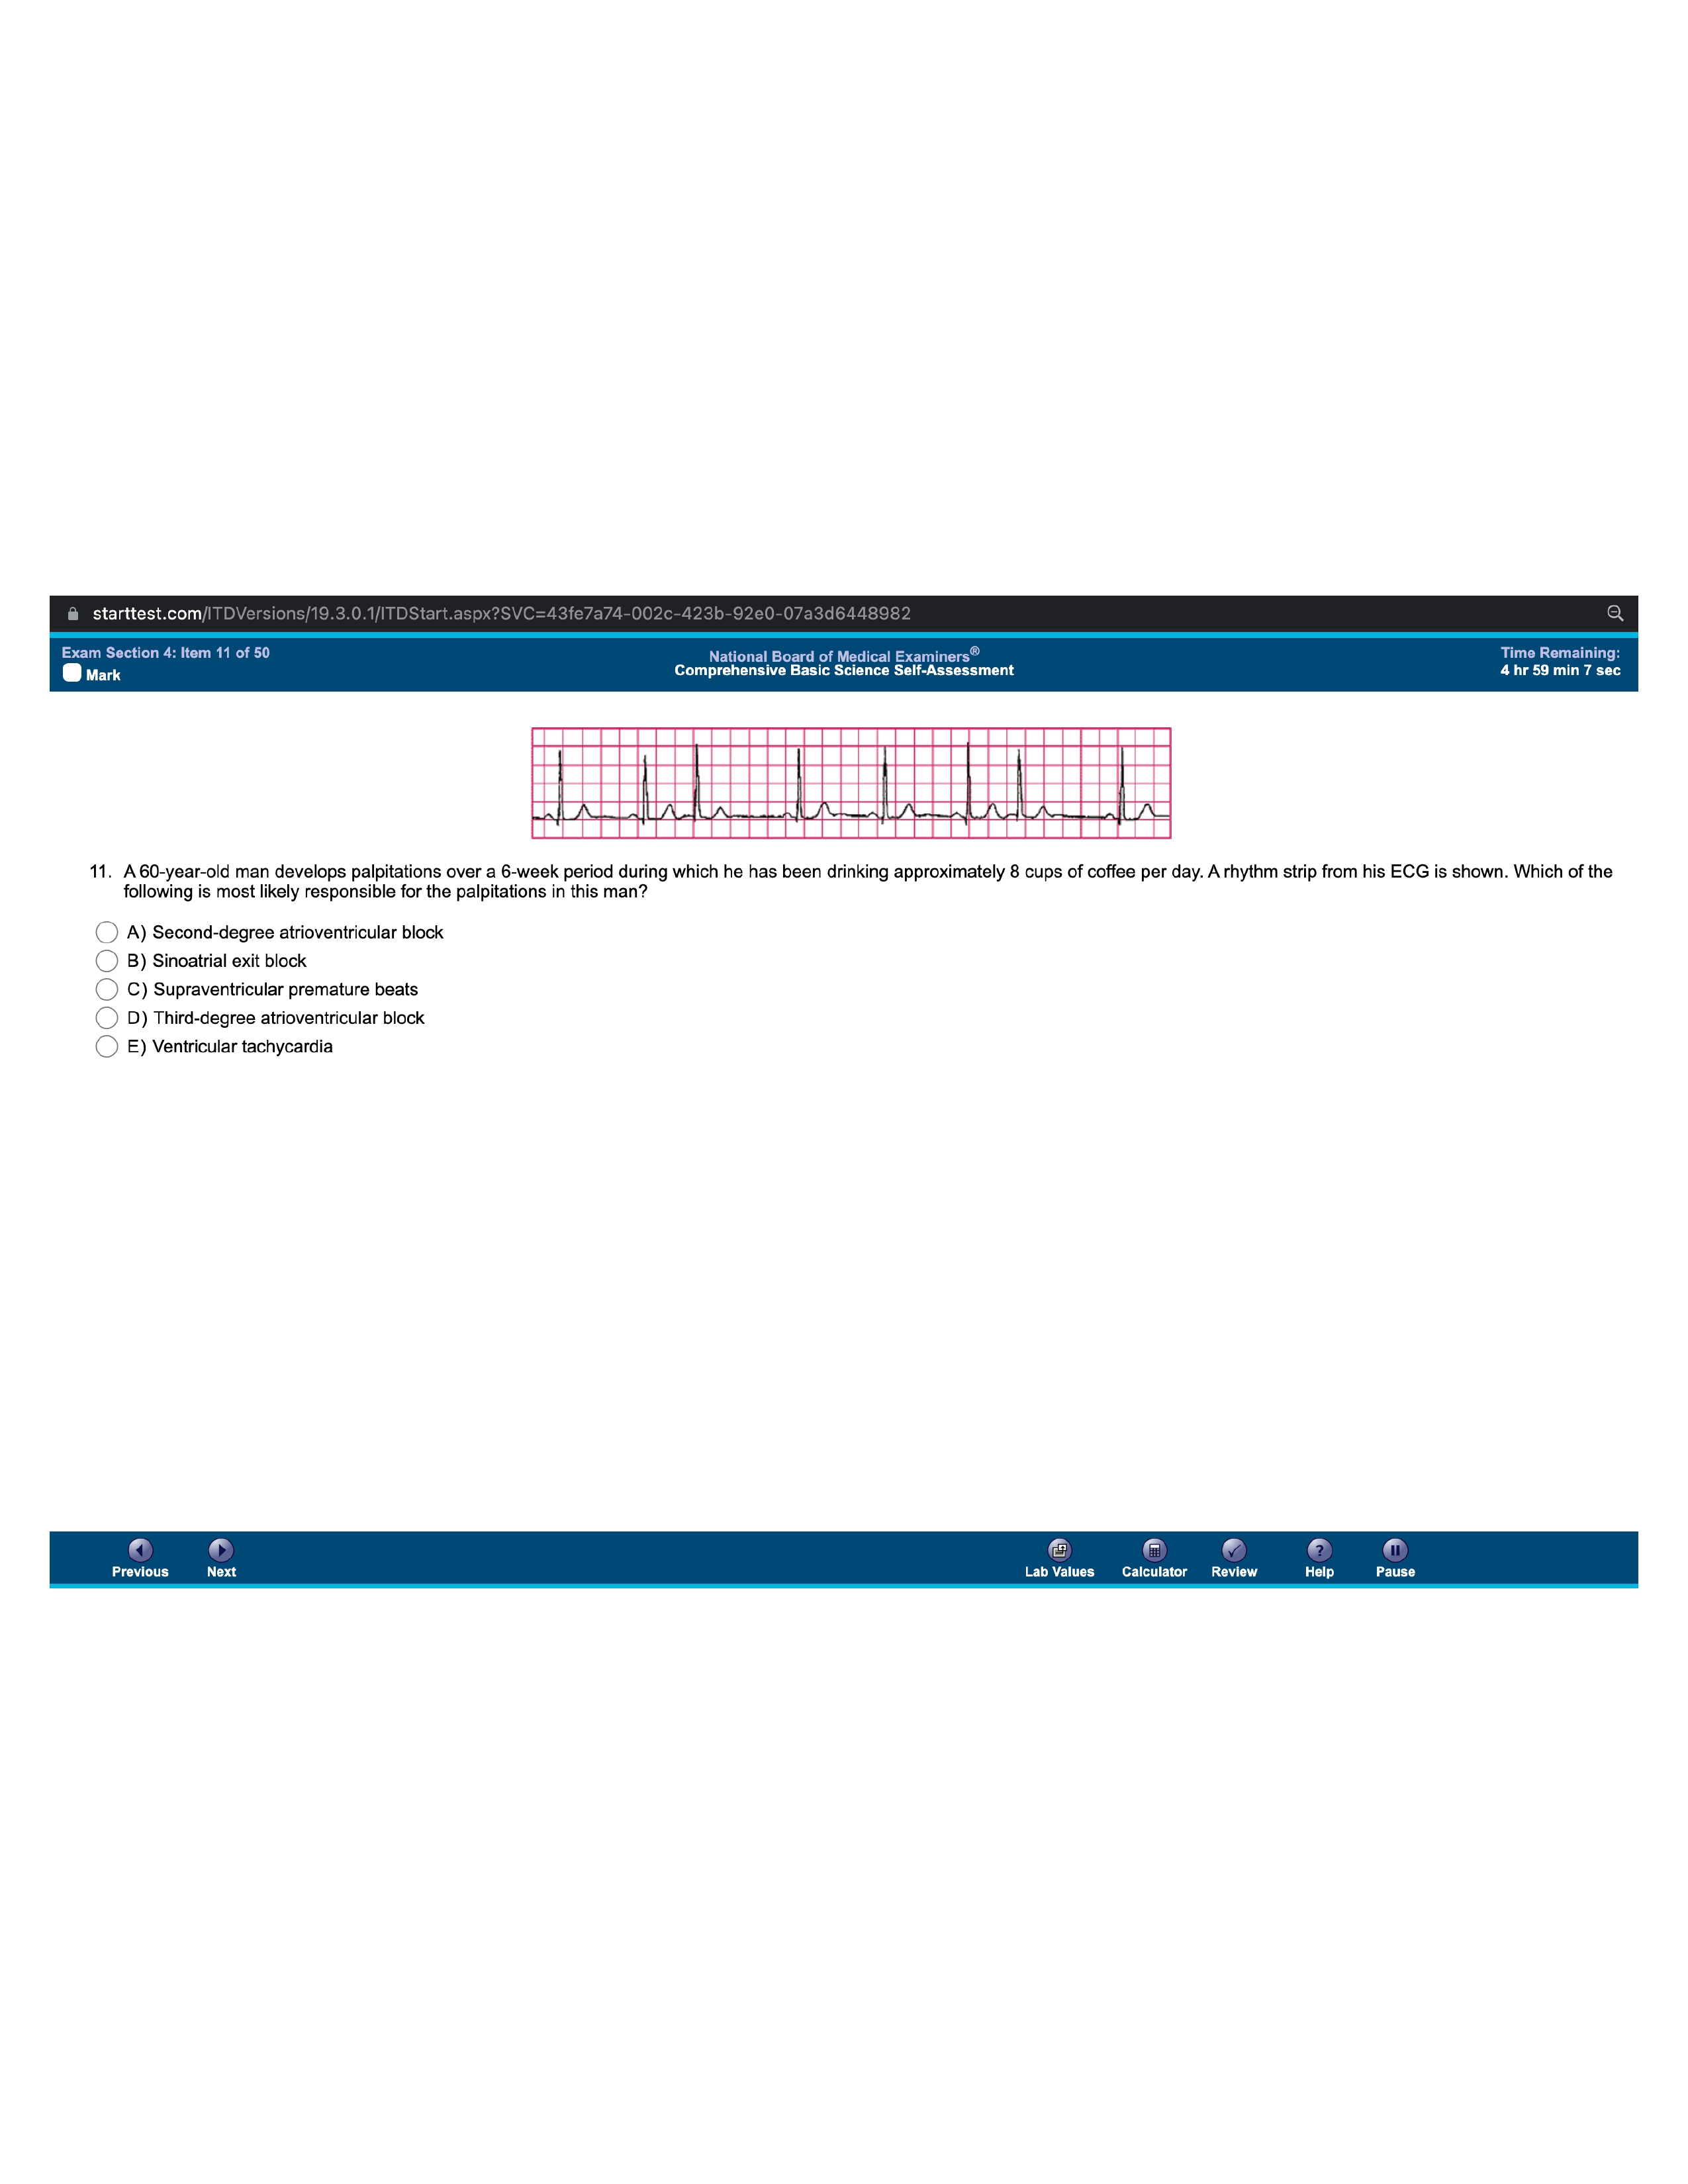 starttest.com/ITDVersions/19.3.0.1/ITDStart.aspx?SVC=43fe7a74-002c-423b-92e0-07a3d6448982
Exam Section 4: Item 11 of 50
Mark
National Board of Medical Examiners®
Comprehensive Basic Science Self-Assessment
Time Remaining:
4 hr 59 min 7 sec
11. A 60-year-old man develops palpitations over a 6-week period during which he has been drinking approximately 8 cups of coffee per day. A rhythm strip from his ECG is shown. Which of the
following is most likely responsible for the palpitations in this man?
A) Second-degree atrioventricular block
B) Sinoatrial exit block
C) Supraventricular premature beats
D) Third-degree atrioventricular block
E) Ventricular tachycardia
Previous Next Lab Values Calculator Review Help Pause